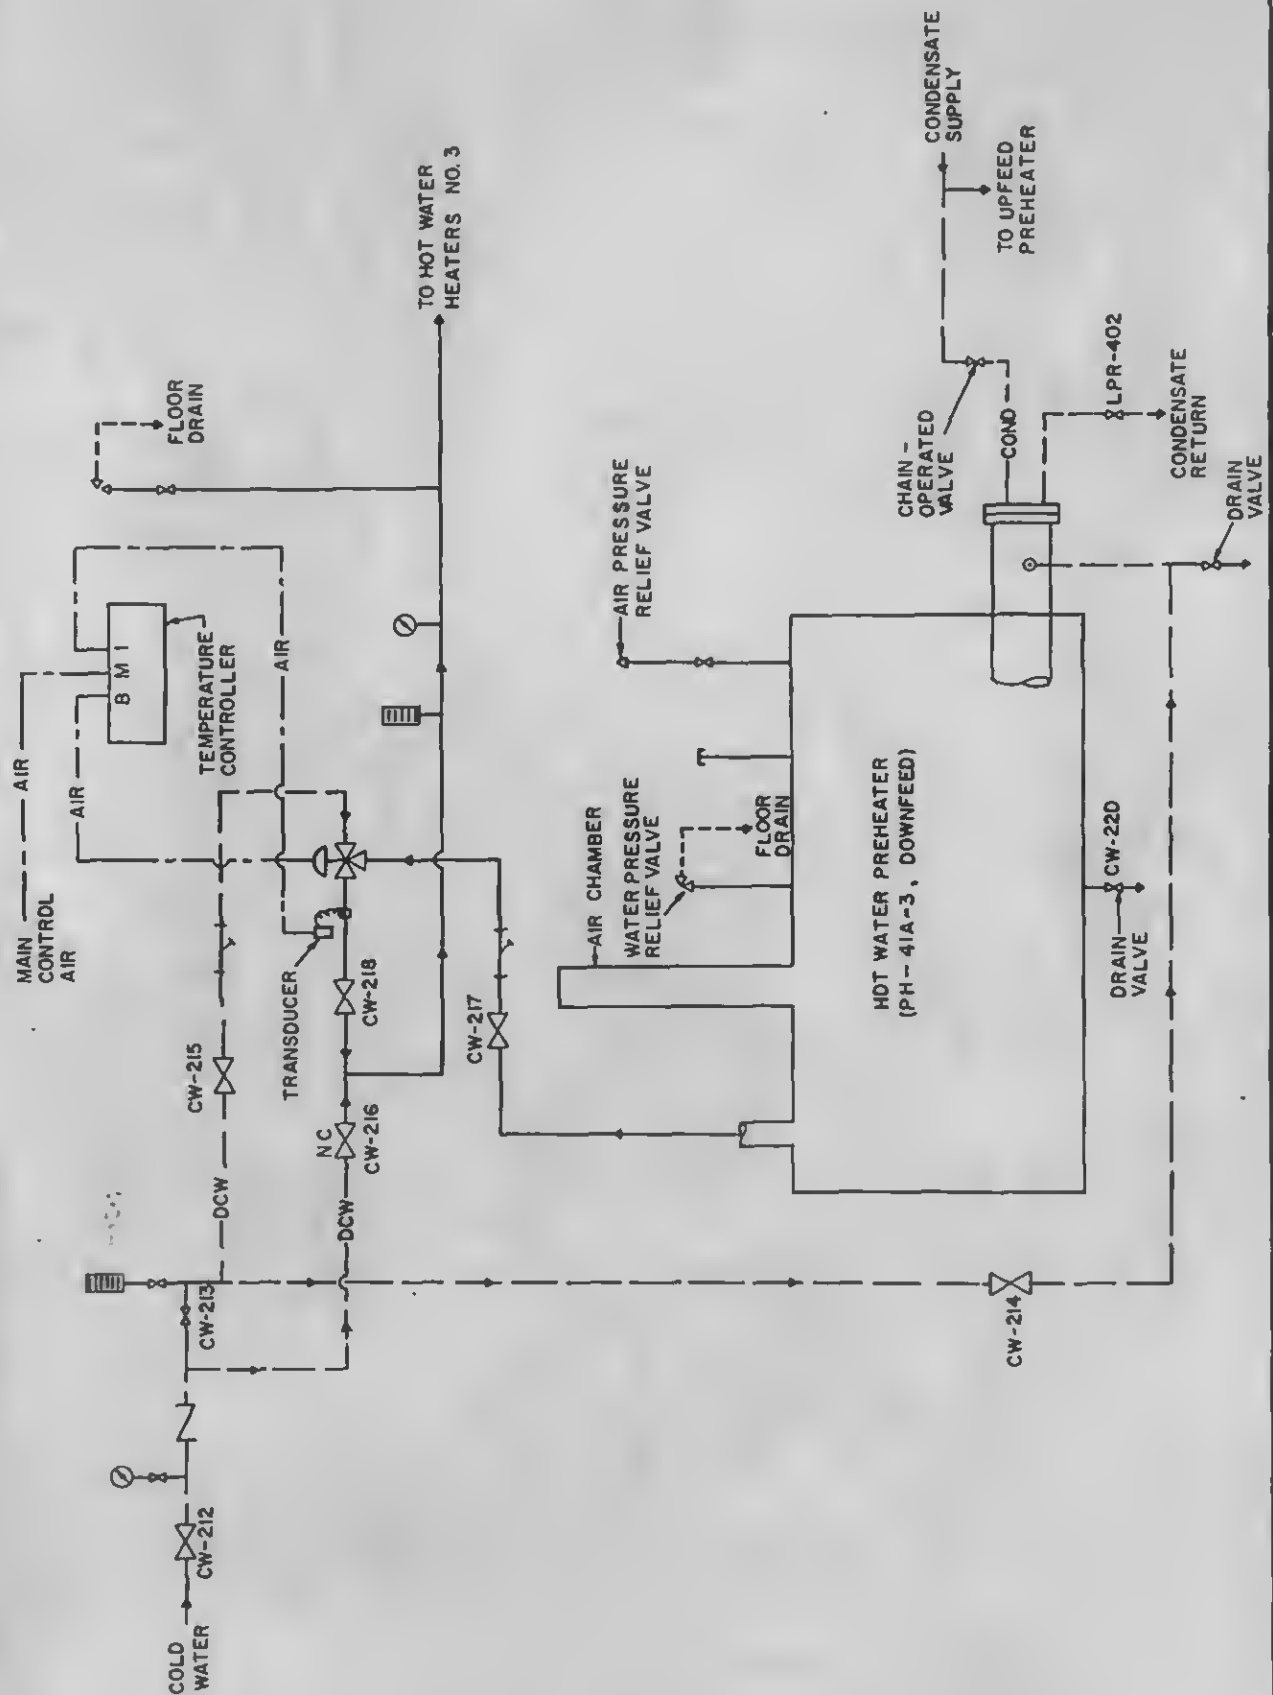 MAIN
CONTROL
AIR
AIR
AIR
B M 1
TEMPERATURE
CONTROLLER
AIR
FLOOR
DRAIN
TO HOT WATER
HEATERS NO. 3
COLD
WATER
CW-212
CW-213
DCW
CW-215
TRANSDUCER
DCW
NC
CW-216
CW-218
CW-217
CW-214
AIR CHAMBER
WATER PRESSURE
RELIEF VALVE
FLOOR
DRAIN
AIR PRESSURE
RELIEF VALVE
HOT WATER PREHEATER
(PH-41A-3, DOWNFEED)
DRAIN
VALVE
CW-220
CHAIN-
OPERATED
VALVE
COND
CONDENSATE
SUPPLY
TO UPFEED
PREHEATER
LPR-402
CONDENSATE
RETURN
DRAIN
VALVE